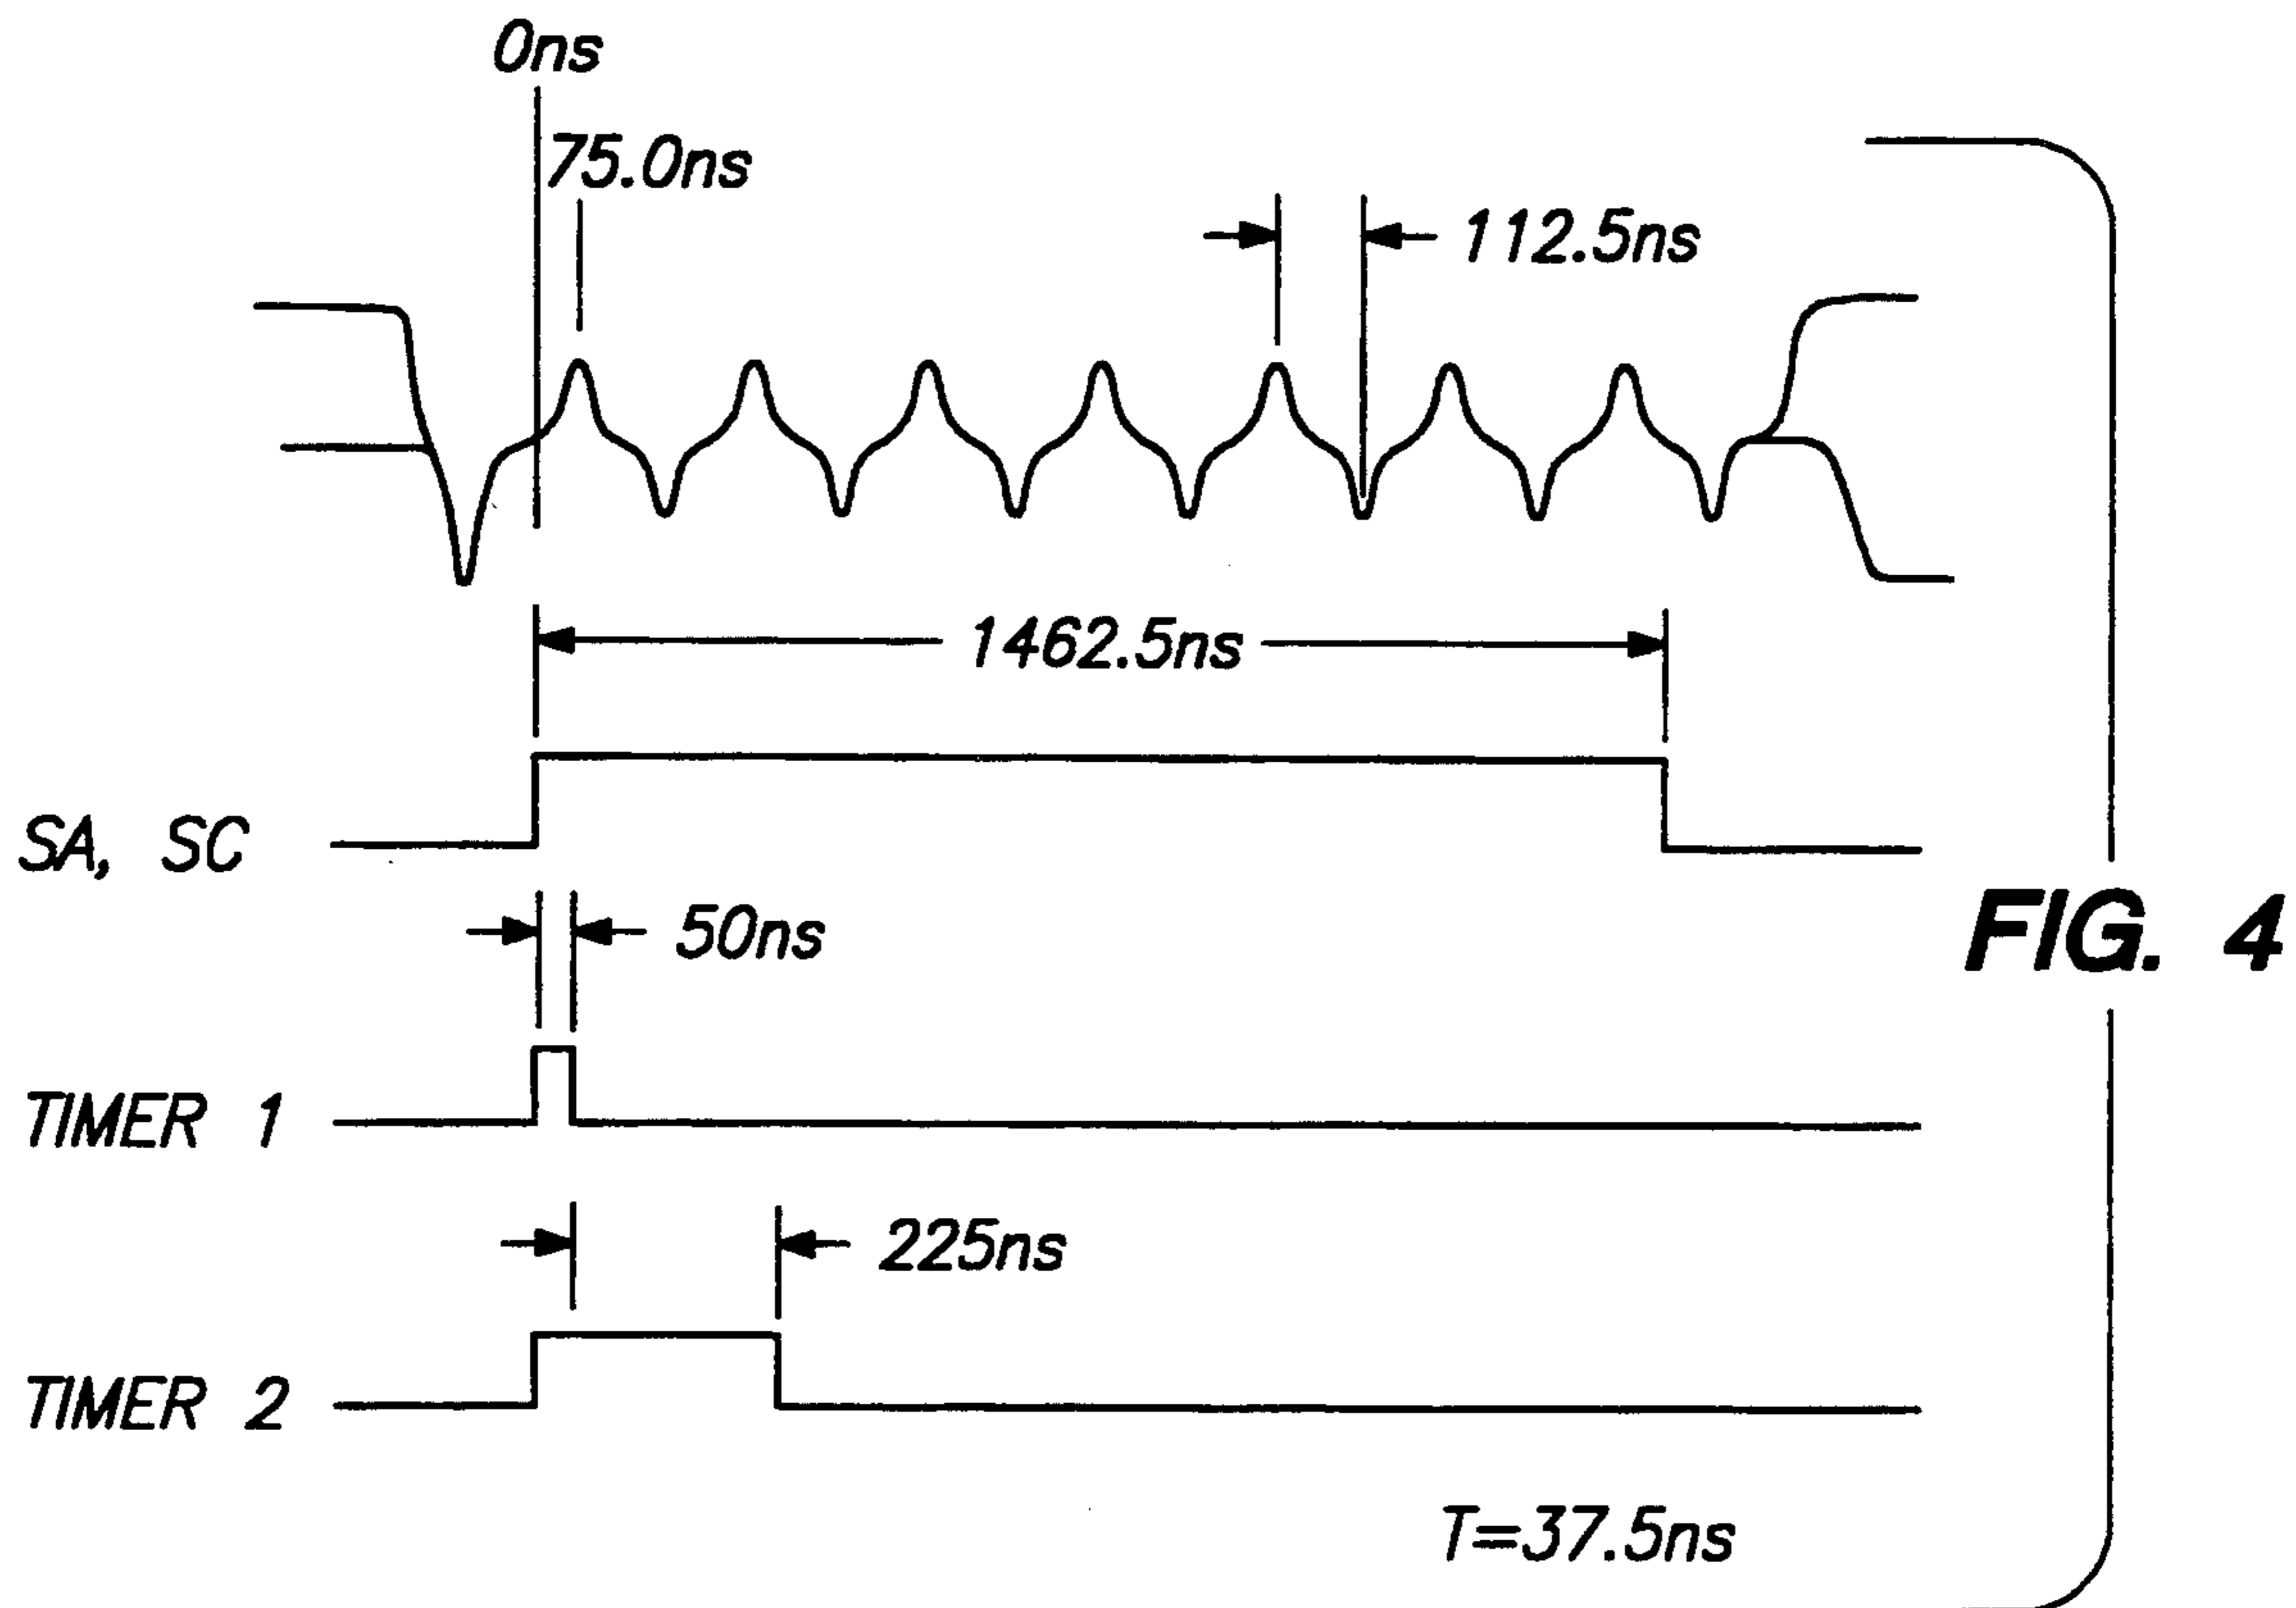 0ns
75.0ns
112.5ns
1462.5ns
SA, SC
50ns
FIG. 4
TIMER 1
225ns
TIMER 2
T=37.5ns